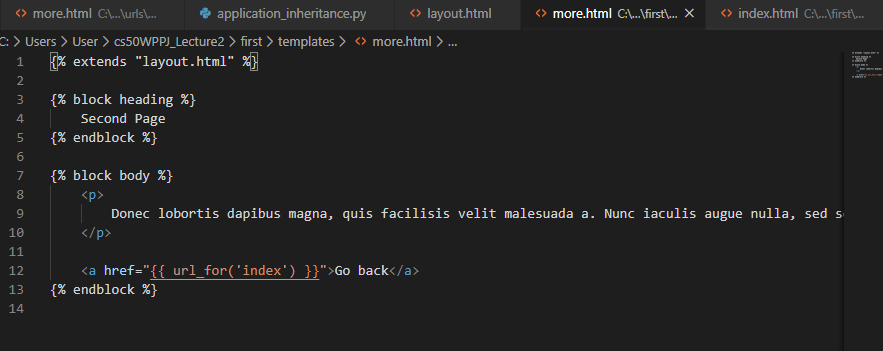 more.html C:\...\urls\... application_inheritance.py layout.html more.html C:\...\first\... index.html C:\...\first\...
C: > Users > User > cs50WPPJ_Lecture2 > first > templates > more.html > ...
1 {% extends "layout.html" %}
2
3 {% block heading %}
4 Second Page
5 {% endblock %}
6
7 {% block body %}
8 <p>
9 Donec lobortis dapibus magna, quis facilisis velit malesuada a. Nunc iaculis augue nulla, sed
10 </p>
11
12 <a href="{{ url_for('index') }}">Go back</a>
13 {% endblock %}
14